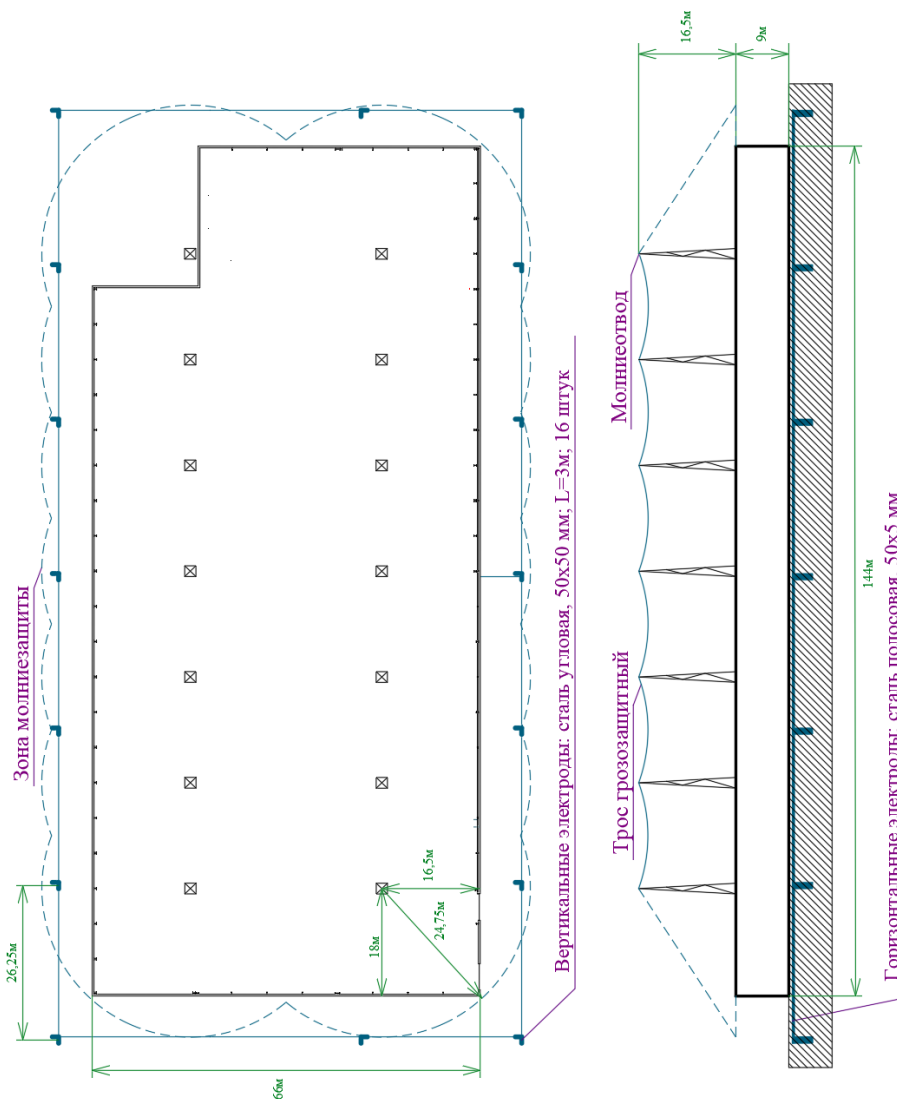 Зона молниезащиты
26,25м
66м
18м
24,75м
16,5м
Вертикальные электроды: сталь угловая, 50х50 мм; L=3м; 16 штук
Трос грозозащитный
Молниеотвод
16,5м
9м
144м
Горизонтальные электроды: сталь полосовая, 50х5 мм